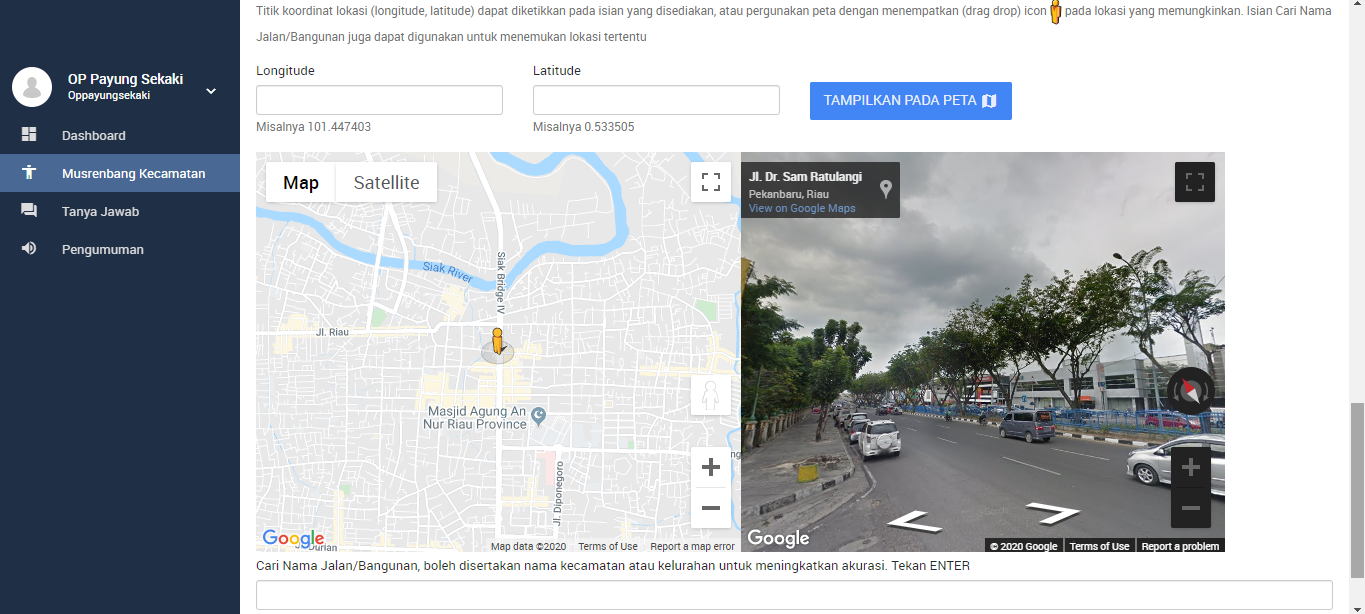 Titik koordinat lokasi (longitude, latitude) dapat diketikkan pada isian yang disediakan, atau pergunakan peta dengan menempatkan (drag drop) icon pada lokasi yang memungkinkan. Isian Cari Nama
Jalan/Bangunan juga dapat digunakan untuk menemukan lokasi tertentu
OP Payung Sekaki
Oppayungsekaki
Dashboard
Musrenbang Kecamatan
Tanya Jawab
Pengumuman
Longitude
Latitude
TAMPILKAN PADA PETA
Misalnya 101.447403
Misalnya 0.533505
Map
Satellite
Siak River
Siak Bridge IV
Jl. Riau
Masjid Agung An
Nur Riau Province
Jl. Diponegoro
Google
Map data ©2020
Terms of Use
Report a map error
Jl. Dr. Sam Ratulangi
Pekanbaru, Riau
View on Google Maps
Google
© 2020 Google
Terms of Use
Report a problem
Cari Nama Jalan/Bangunan, boleh disertakan nama kecamatan atau kelurahan untuk meningkatkan akurasi. Tekan ENTER